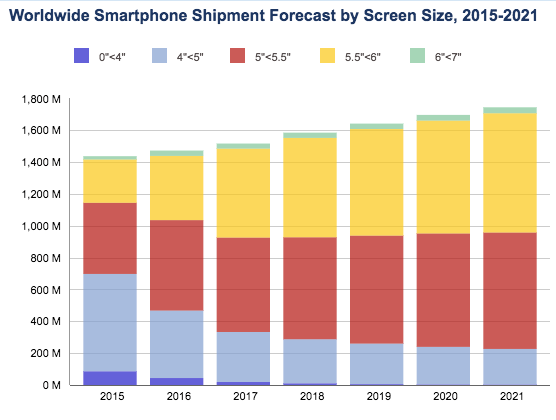 Worldwide Smartphone Shipment Forecast by Screen Size, 2015-2021
0"<4" 4"<5" 5"<5.5" 5.5"<6" 6"<7"
1,800 M
1,600 M
1,400 M
1,200 M
1,000 M
800 M
600 M
400 M
200 M
0 M
2015 2016 2017 2018 2019 2020 2021